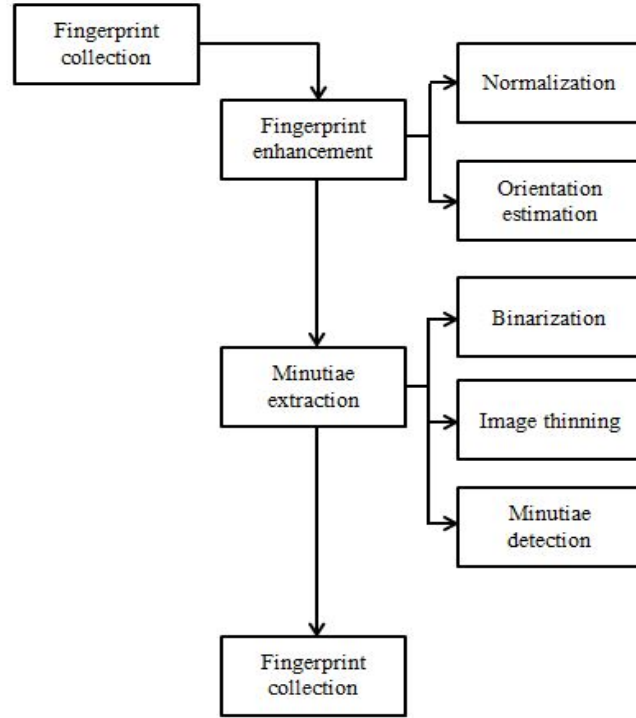 Fingerprint
collection
Fingerprint
enhancement
Normalization
Orientation
estimation
Minutiae
extraction
Binarization
Image thinning
Minutiae
detection
Fingerprint
collection